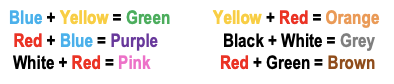 Blue + Yellow = Green
Red + Blue = Purple
White + Red = Pink
Yellow + Red = Orange
Black + White = Grey
Red + Green = Brown